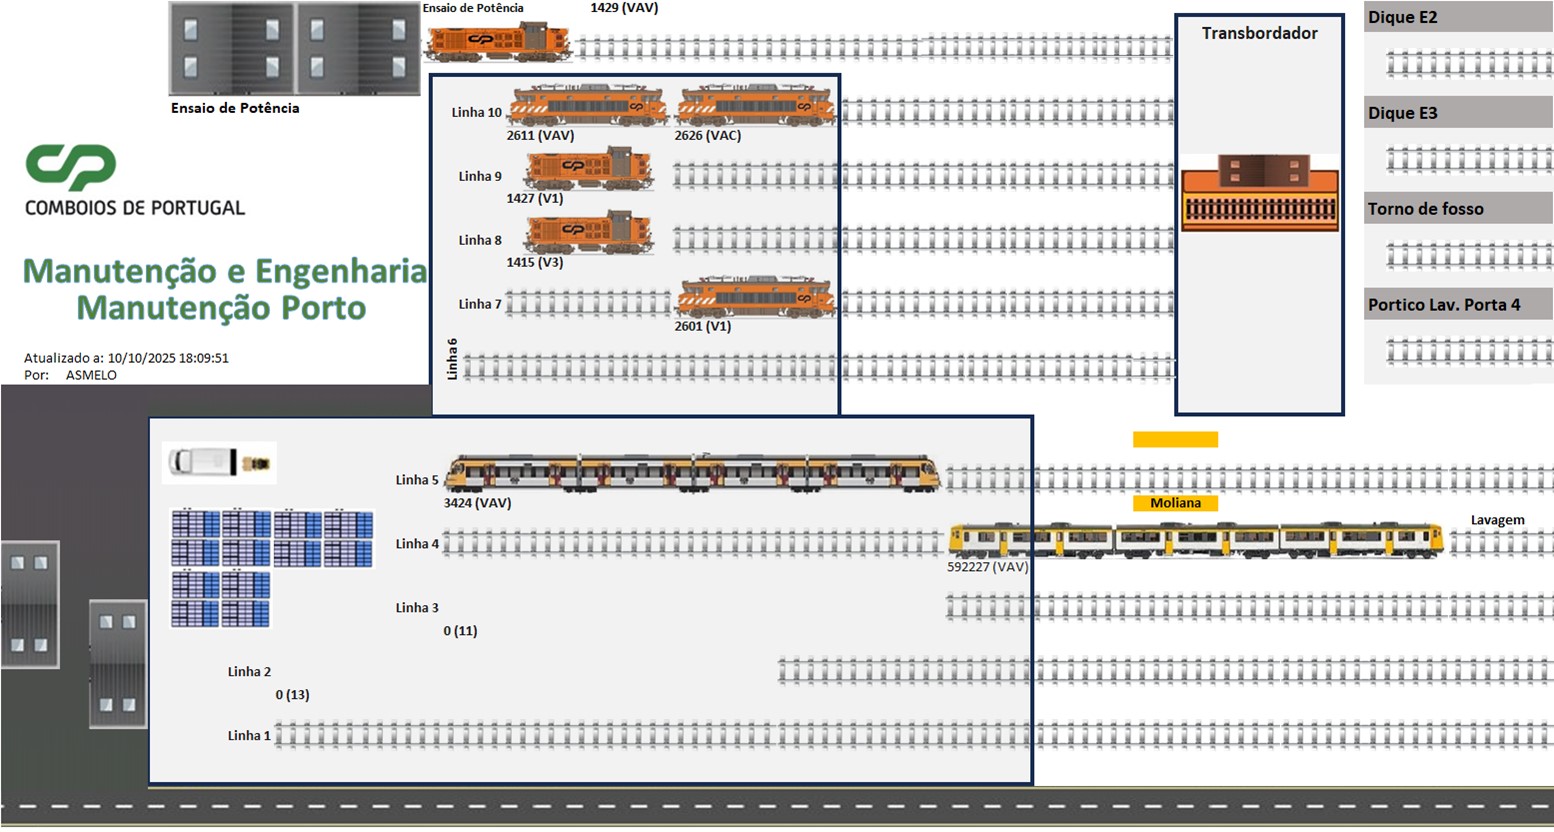 Ensaio de Potência
1429 (VAV)
Ensaio de Potência
Linha 10
2611 (VAV)
2626 (VAC)
Linha 9
1427 (V1)
Linha 8
1415 (V3)
Linha 7
2601 (V1)
Linha6
Transbordador
Dique E2
Dique E3
Torno de fosso
Portico Lav. Porta 4
CP
COMBOIOS DE PORTUGAL
Manutenção e Engenharia
Manutenção Porto
Atualizado a: 10/10/2025 18:09:51
Por: ASMELO
Linha 5
3424 (VAV)
Moliana
Lavagem
Linha 4
592227 (VAV)
Linha 3
0 (11)
Linha 2
0 (13)
Linha 1